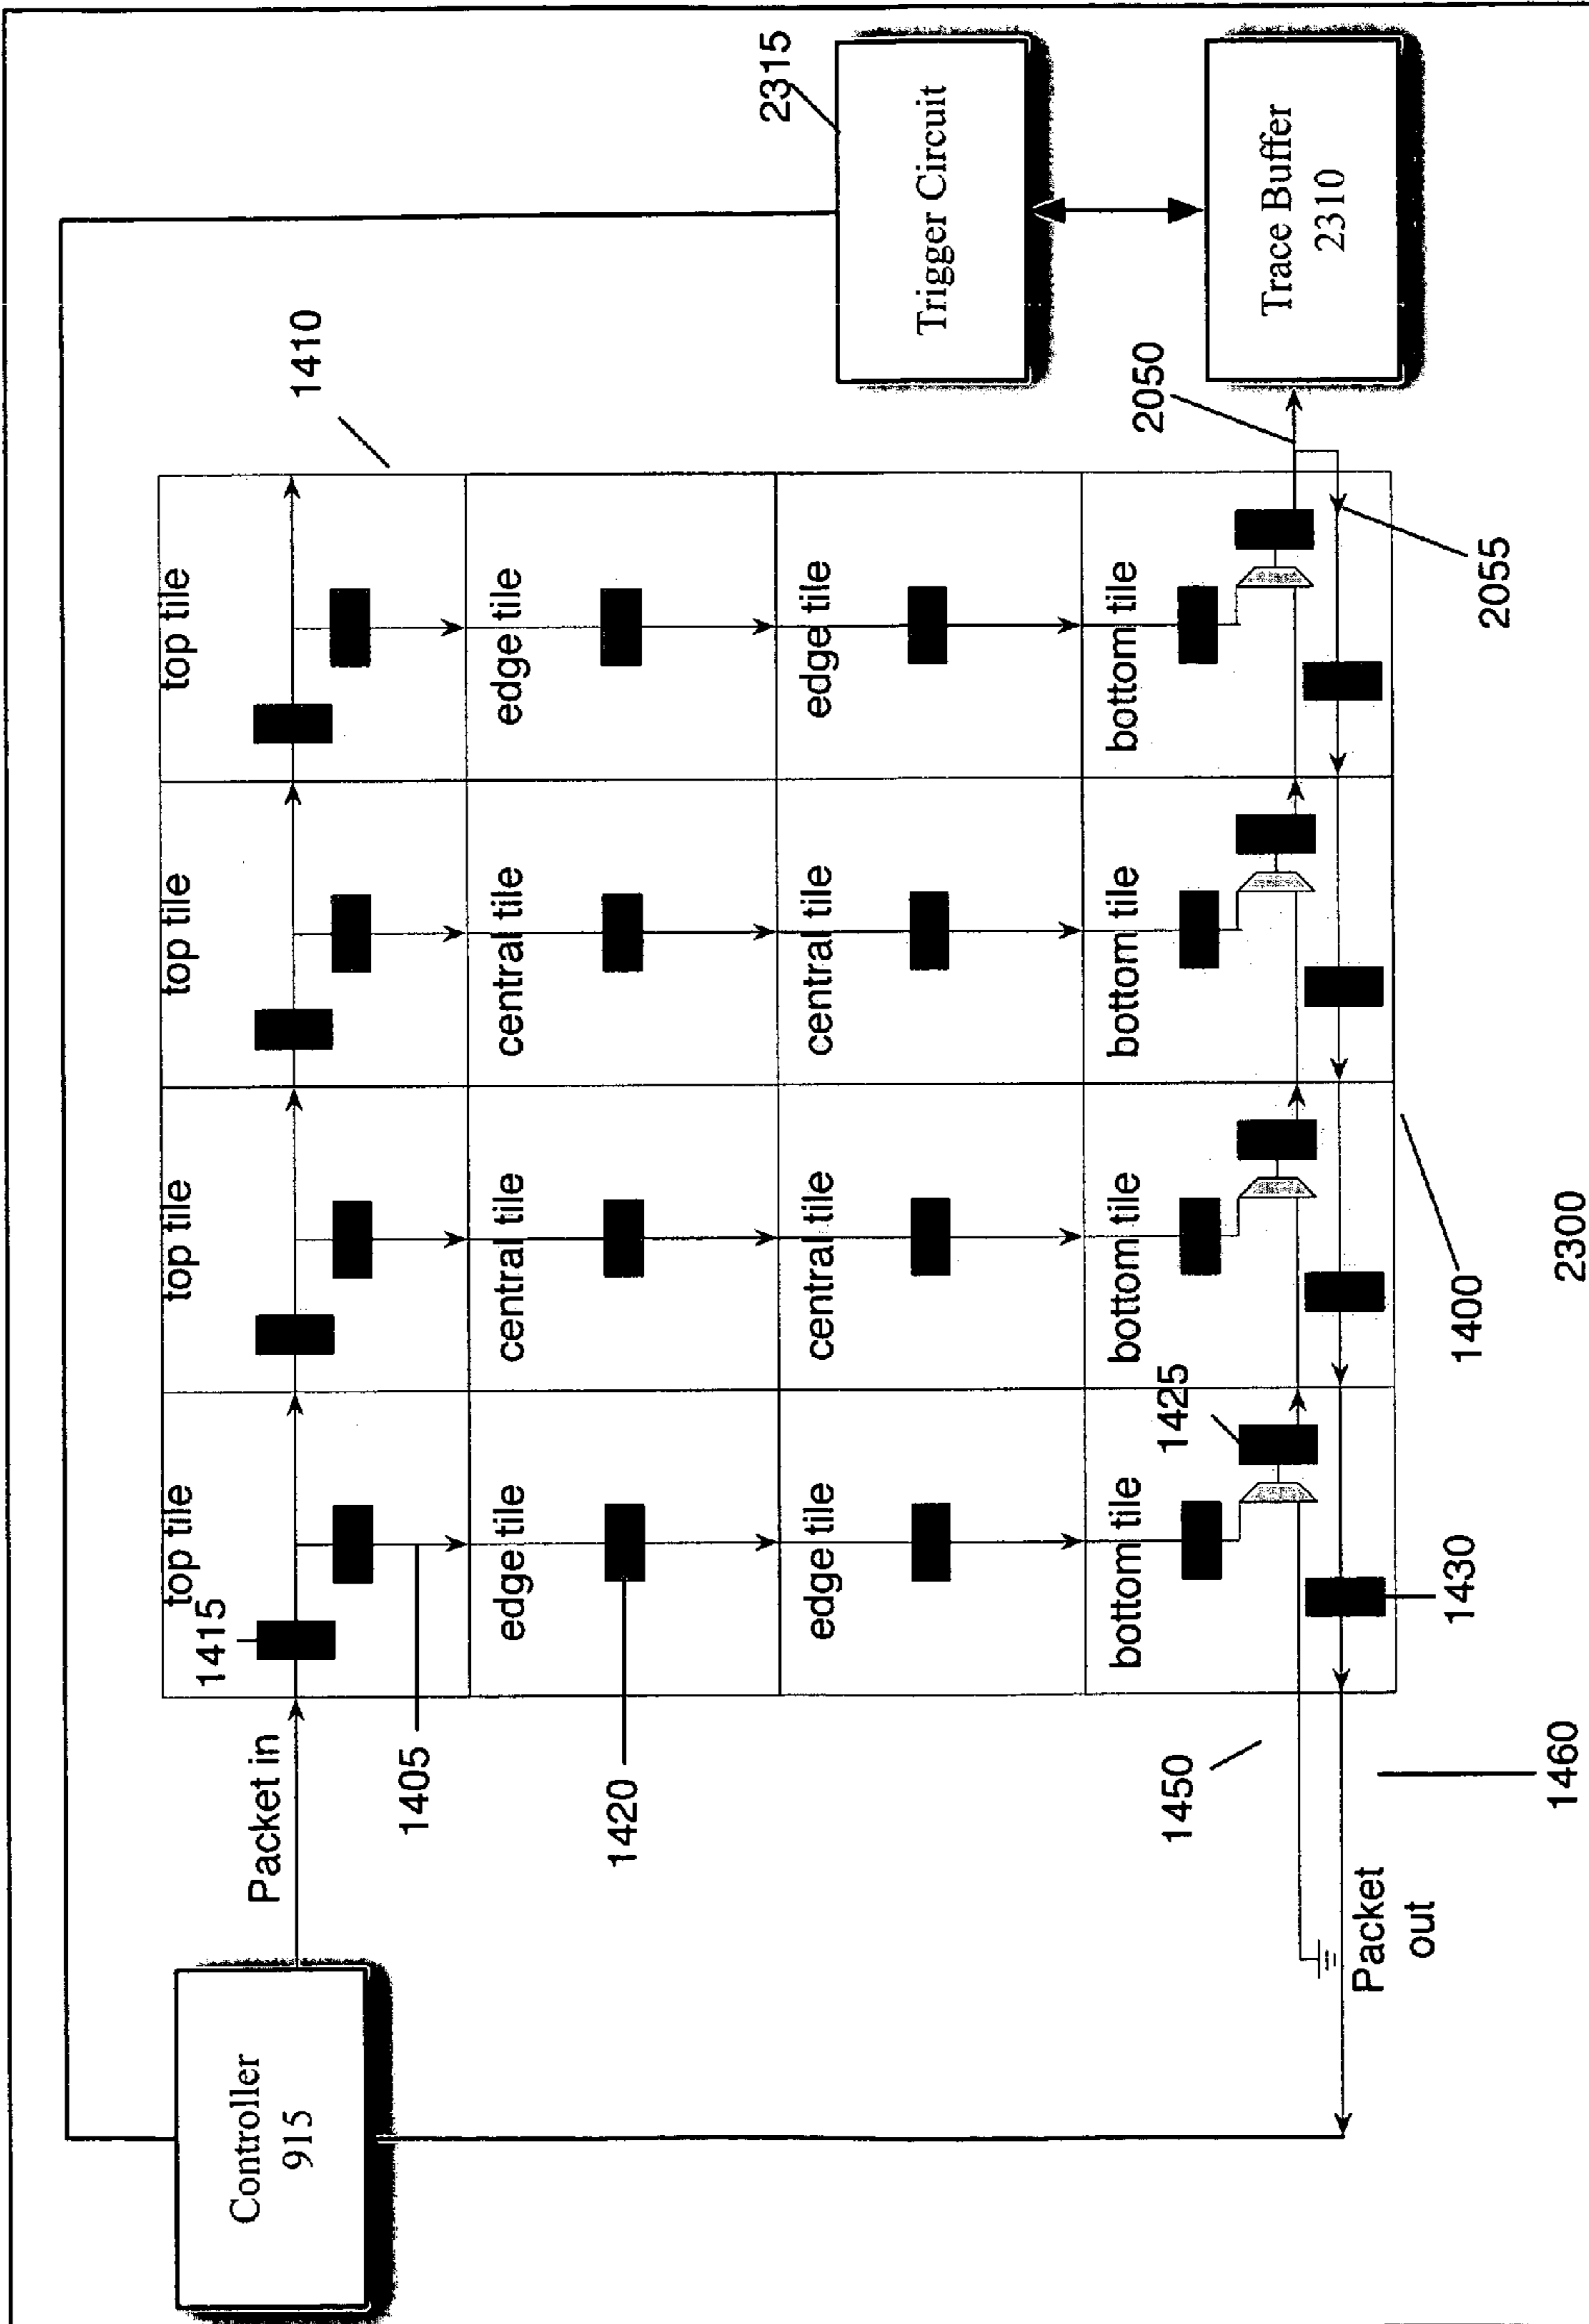 Controller
915
Packet in
1415
top tile
top tile
top tile
top tile
1410
2315
Trigger Circuit
Trace Buffer
2310
1405
1420
edge tile
central tile
central tile
edge tile
edge tile
central tile
central tile
edge tile
bottom tile
bottom tile
bottom tile
bottom tile
1425
2050
2055
1450
1430
1400
1460
Packet
out
2300